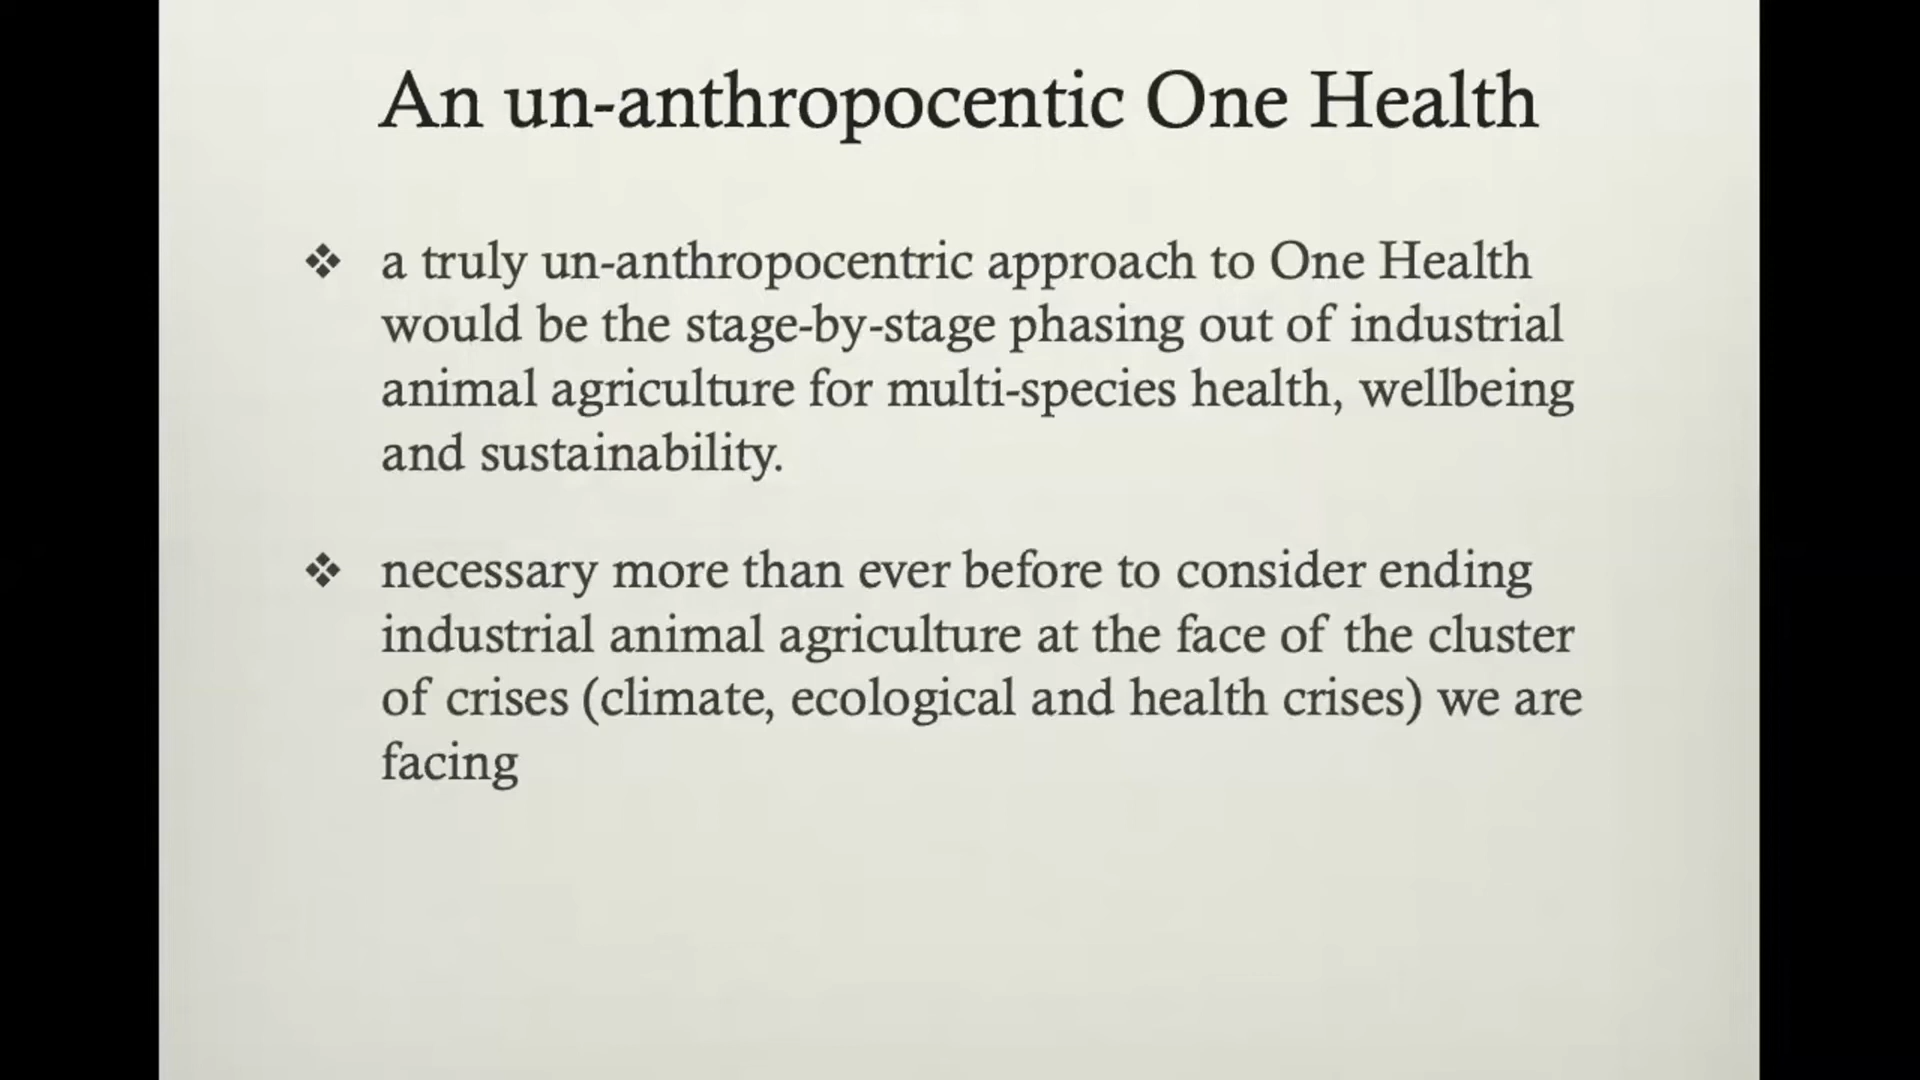 An un-anthropocentic One Health
❖ a truly un-anthropocentric approach to One Health
would be the stage-by-stage phasing out of industrial
animal agriculture for multi-species health, wellbeing
and sustainability.
❖ necessary more than ever before to consider ending
industrial animal agriculture at the face of the cluster
of crises (climate, ecological and health crises) we are
facing